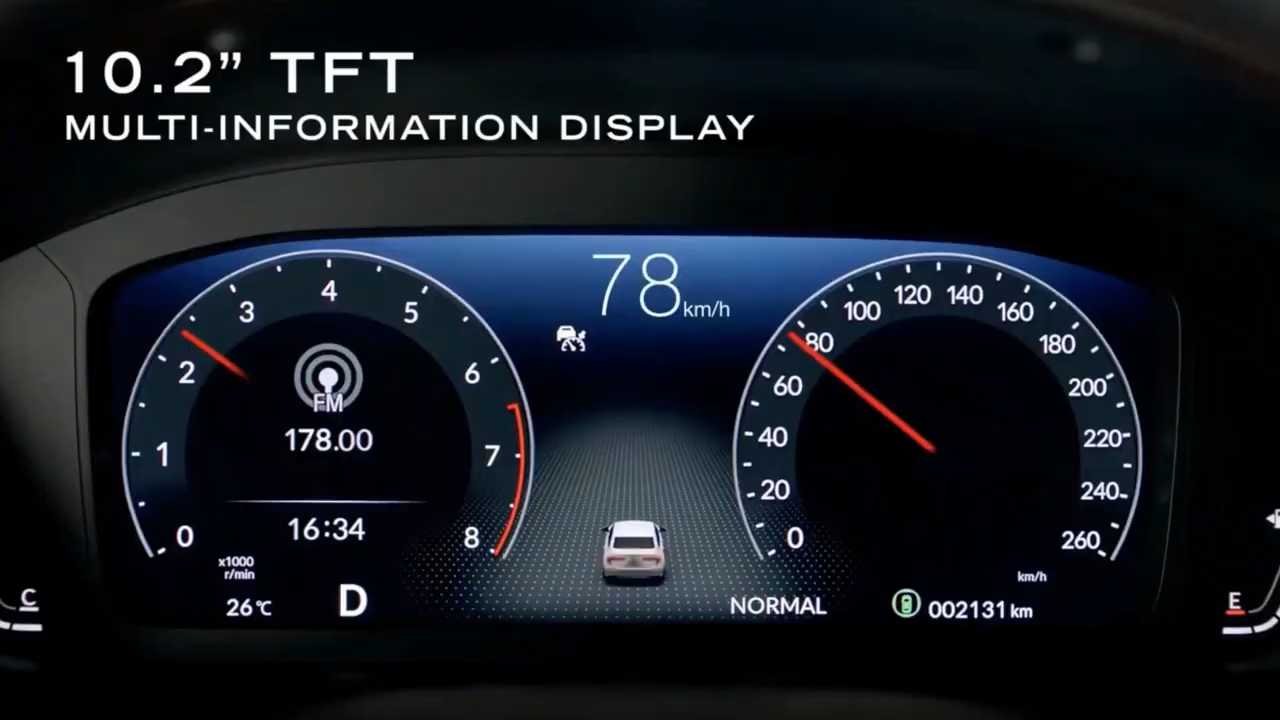 10.2” TFT
MULTI-INFORMATION DISPLAY
78 km/h
0
1
2
3
4
5
6
7
8
x1000
r/min
FM
178.00
16:34
26℃
D
0
20
40
60
80
100
120
140
160
180
200
220
240
260
km/h
NORMAL
002131 km
C
E